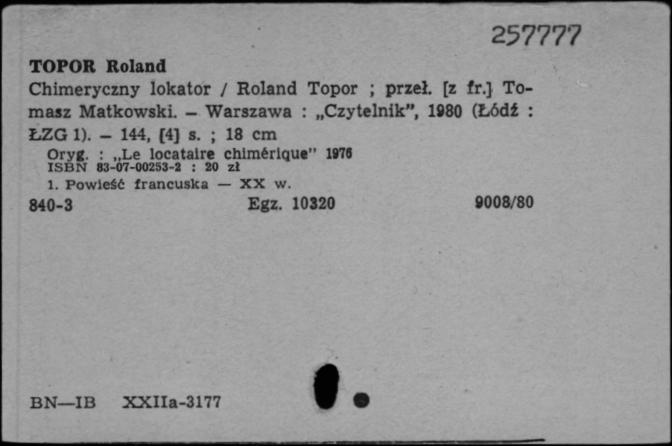 257777
TOPOR Roland
Chimeryczny lokator / Roland Topor ; przeł. [z fr.] To-
masz Matkowski. — Warszawa : „Czytelnik”, 1980 (Łódź :
ŁZG 1). — 144, [4] s. ; 18 cm
Oryg. : „Le locataire chimérique” 1976
ISBN 83-07-00253-2 : 20 zł
1. Powieść francuska — XX w.
840-3 Egz. 10320 9008/80
BN—IB XXIIa-3177